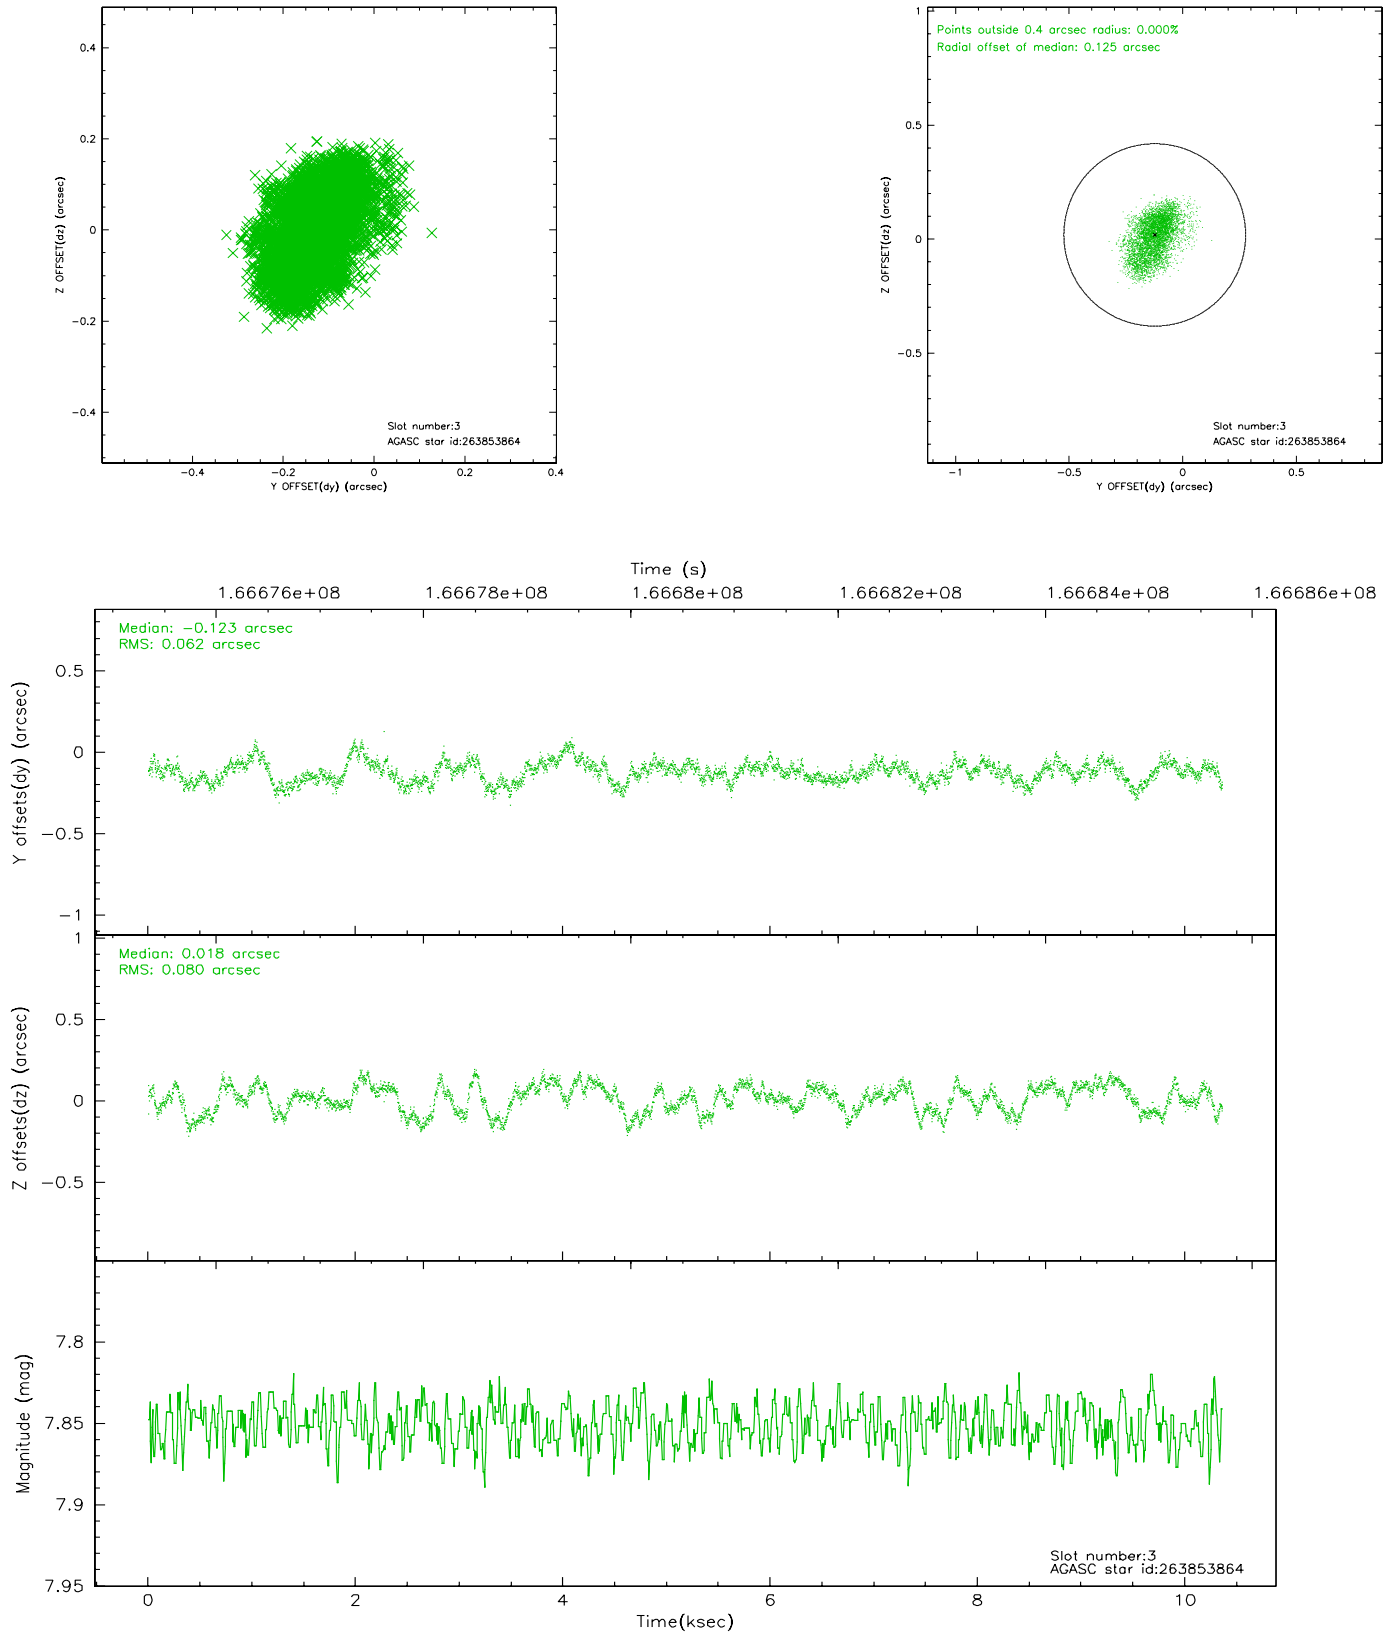 0.4
0.2
0
−0.2
−0.4
Z OFFSET(dz) (arcsec)
Slot number:3
AGASC star id:263853864
−0.4 −0.2 0 0.2 0.4
Y OFFSET(dy) (arcsec)
Points outside 0.4 arcsec radius: 0.000%
Radial offset of median: 0.125 arcsec
1
0.5
0
−0.5
Z OFFSET(dz) (arcsec)
Slot number:3
AGASC star id:263853864
−1 −0.5 0 0.5
Y OFFSET(dy) (arcsec)
Time (s)
1.66676e+08 1.66678e+08 1.6668e+08 1.66682e+08 1.66684e+08 1.66686e+08
Median: −0.123 arcsec
RMS: 0.062 arcsec
0.5
0
−0.5
−1
Y offsets(dy) (arcsec)
Median: 0.018 arcsec
RMS: 0.080 arcsec
1
0.5
0
−0.5
Z offsets(dz) (arcsec)
7.8
7.85
7.9
7.95
Magnitude (mag)
Slot number:3
AGASC star id:263853864
0 2 4 6 8 10
Time(ksec)